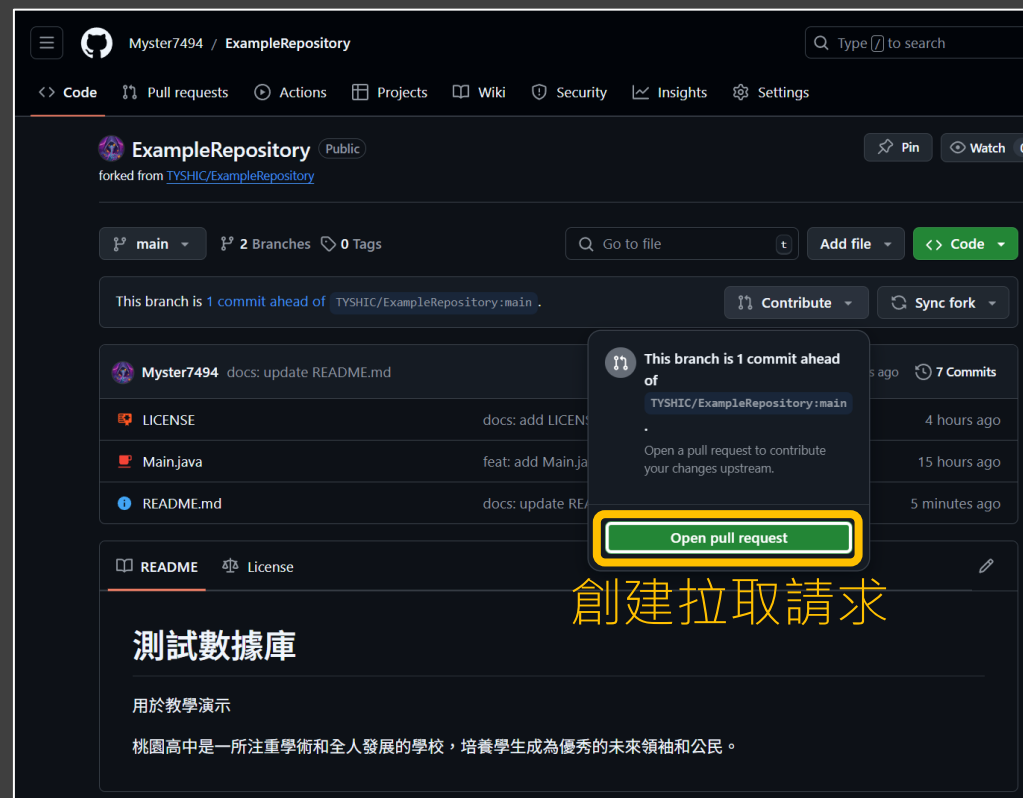 Myster7494 / ExampleRepository
Type / to search
Code Pull requests Actions Projects Wiki Security Insights Settings
ExampleRepository Public
Pin Watch
forked from TYSHIC/ExampleRepository
main 2 Branches 0 Tags Go to file t Add file Code
This branch is 1 commit ahead of TYSHIC/ExampleRepository:main .
Contribute Sync fork
This branch is 1 commit ahead
of
TYSHIC/ExampleRepository:main
.
Open a pull request to contribute
your changes upstream.
Open pull request
創建拉取請求
Myster7494 docs: update README.md ago 7 Commits
LICENSE docs: add LICENS 4 hours ago
Main.java feat: add Main.ja 15 hours ago
README.md docs: update REA 5 minutes ago
README License
測試數據庫
用於教學演示
桃園高中是一所注重學術和全人發展的學校，培養學生成為優秀的未來領袖和公民。